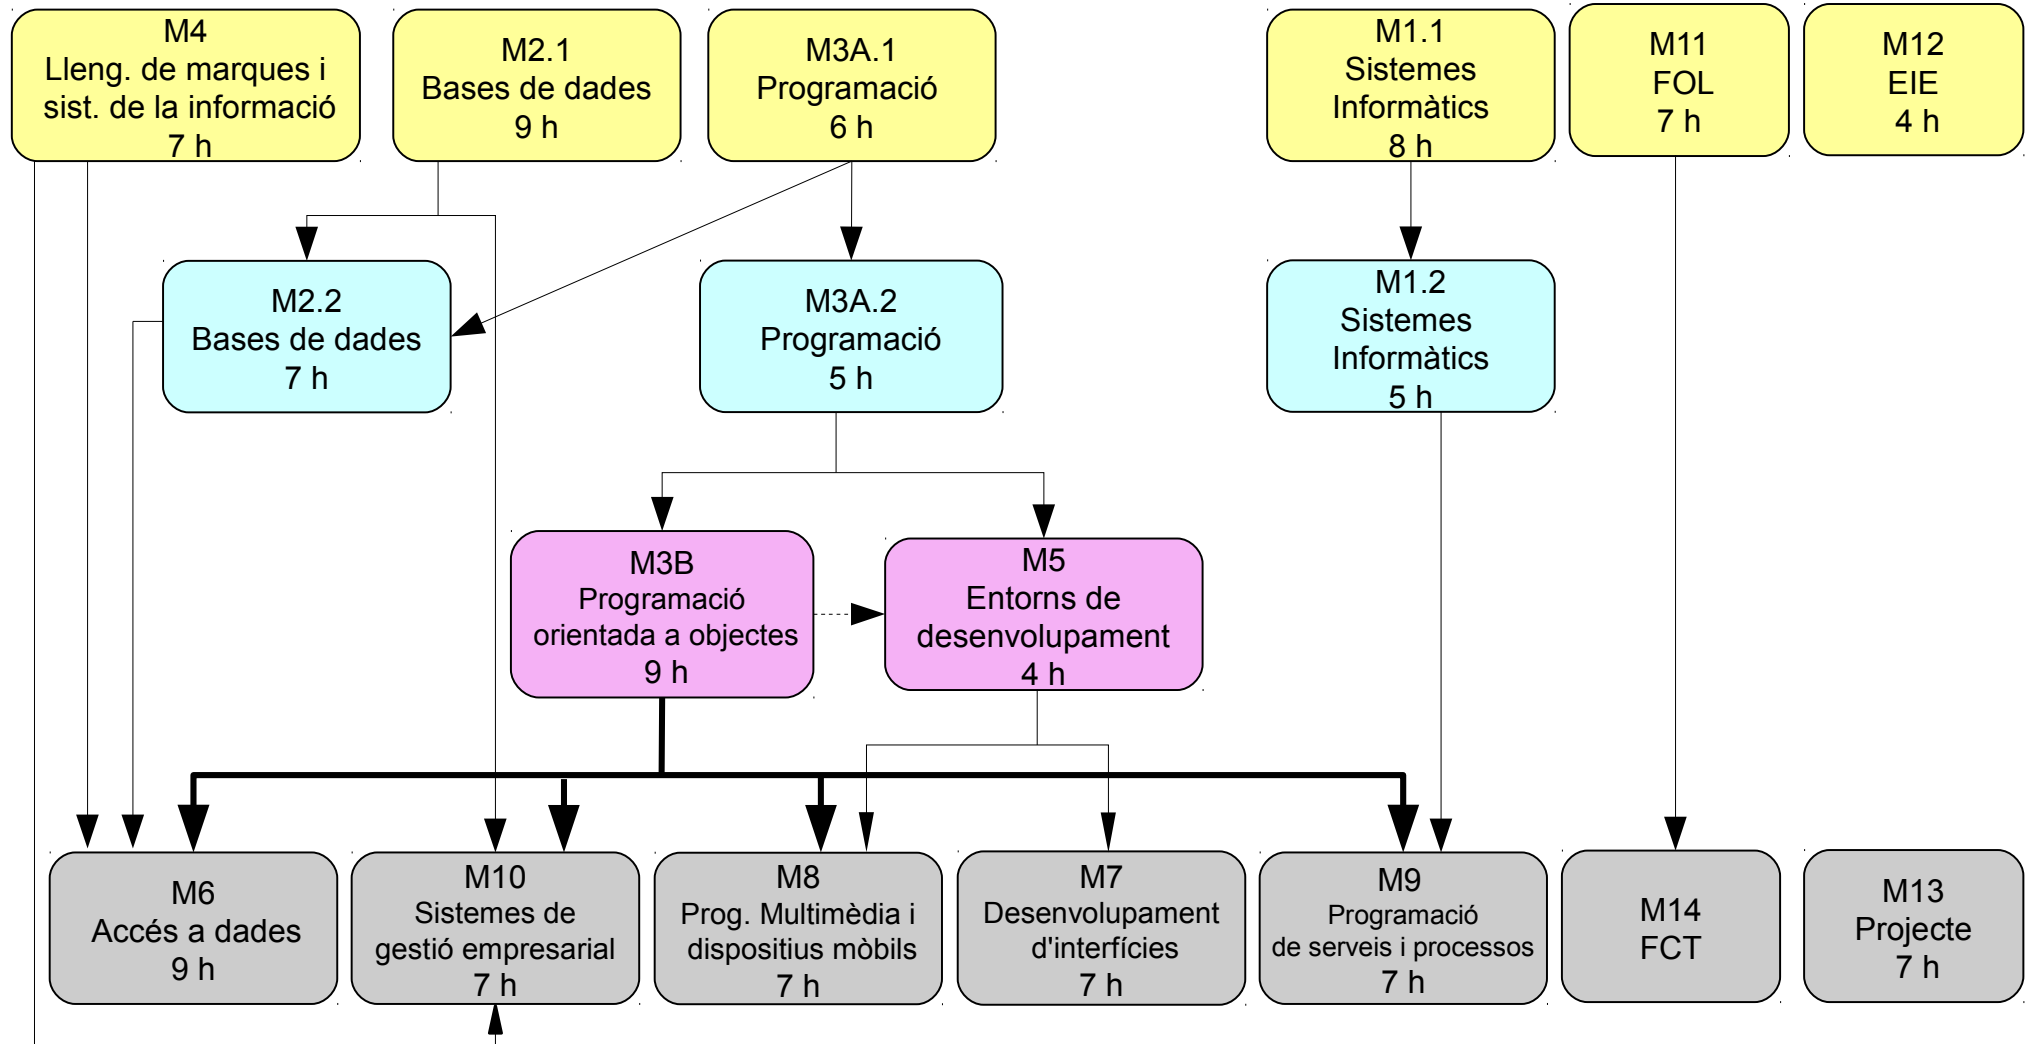 M4
Lleng. de marques i
sist. de la informació
7 h
M2.1
Bases de dades
9 h
M3A.1
Programació
6 h
M1.1
Sistemes
Informàtics
8 h
M11
FOL
7 h
M12
EIE
4 h
M2.2
Bases de dades
7 h
M3A.2
Programació
5 h
M1.2
Sistemes
Informàtics
5 h
M3B
Programació
orientada a objectes
9 h
M5
Entorns de
desenvolupament
4 h
M6
Accés a dades
9 h
M10
Sistemes de
gestió empresarial
7 h
M8
Prog. Multimèdia i
dispositius mòbils
7 h
M7
Desenvolupament
d'interfícies
7 h
M9
Programació
de serveis i processos
7 h
M14
FCT
M13
Projecte
7 h